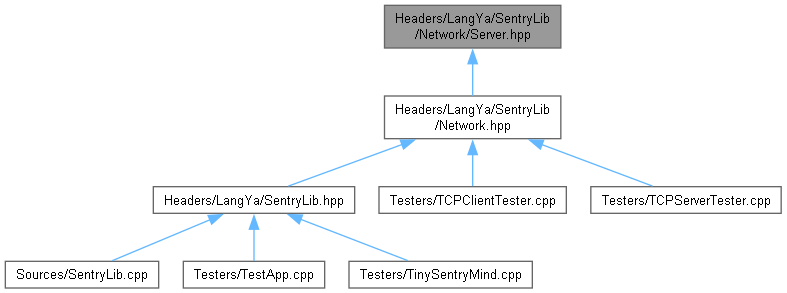 Headers/LangYa/SentryLib
/Network/Server.hpp
Headers/LangYa/SentryLib
/Network.hpp
Headers/LangYa/SentryLib.hpp
Testers/TCPClientTester.cpp
Testers/TCPServerTester.cpp
Sources/SentryLib.cpp
Testers/TestApp.cpp
Testers/TinySentryMind.cpp